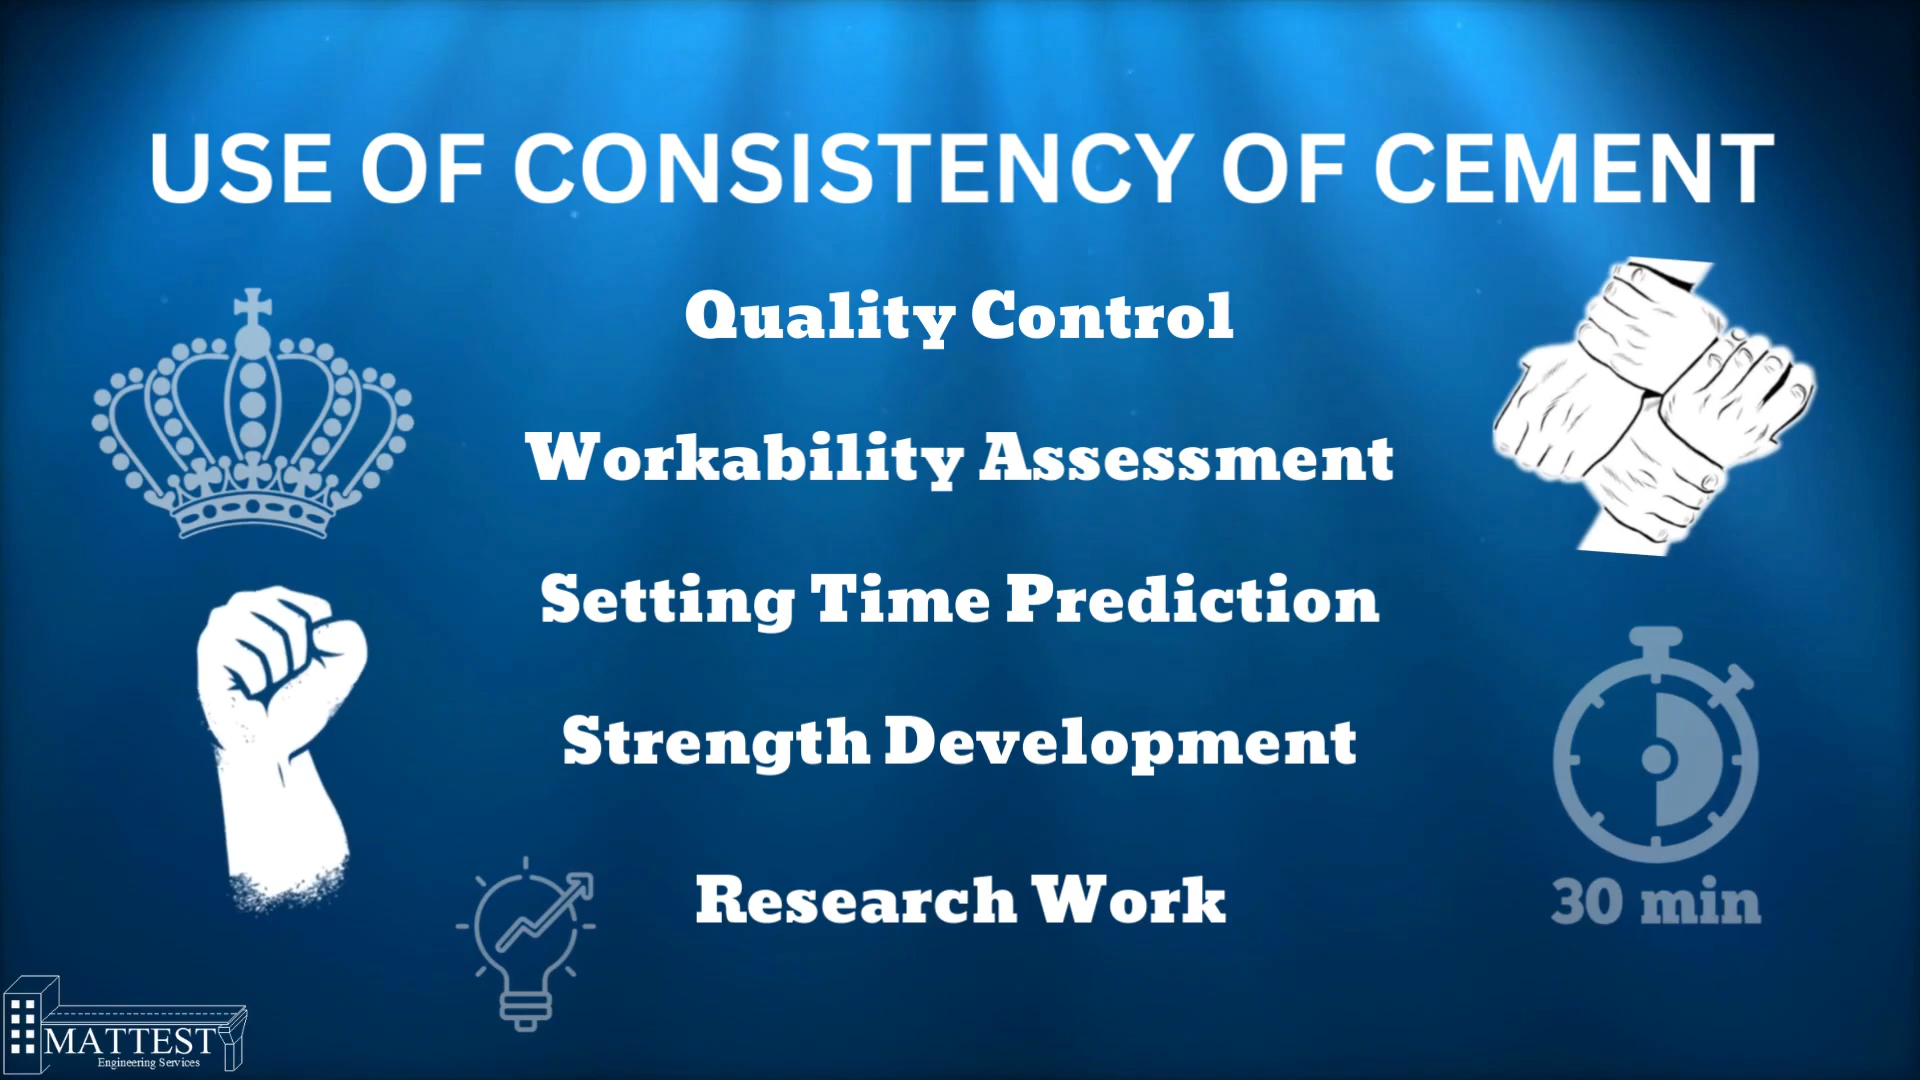 USE OF CONSISTENCY OF CEMENT
Quality Control
Workability Assessment
Setting Time Prediction
Strength Development
Research Work
30 min
MATTEST
Engineering Services